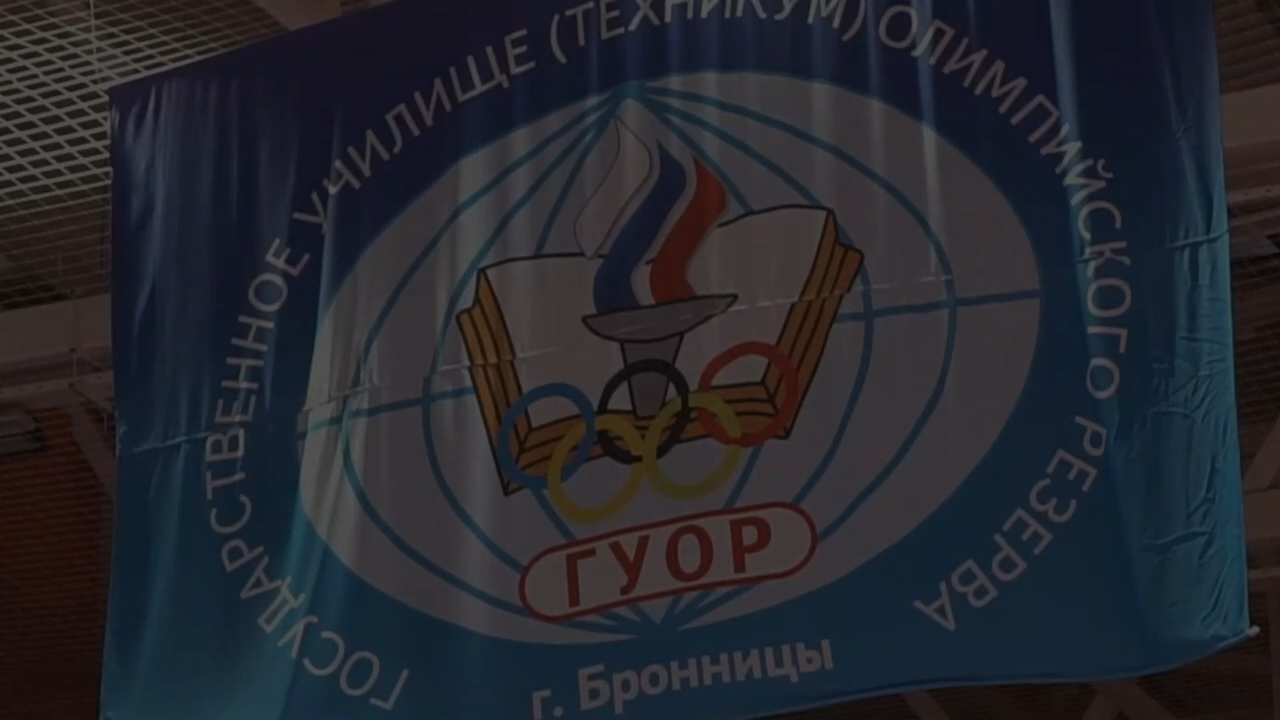 ГОСУДАРСТВЕННОЕ УЧИЛИЩЕ (ТЕХНИКУМ) ОЛИМПИЙСКОГО РЕЗЕРВА
ГУОР
г. Бронницы